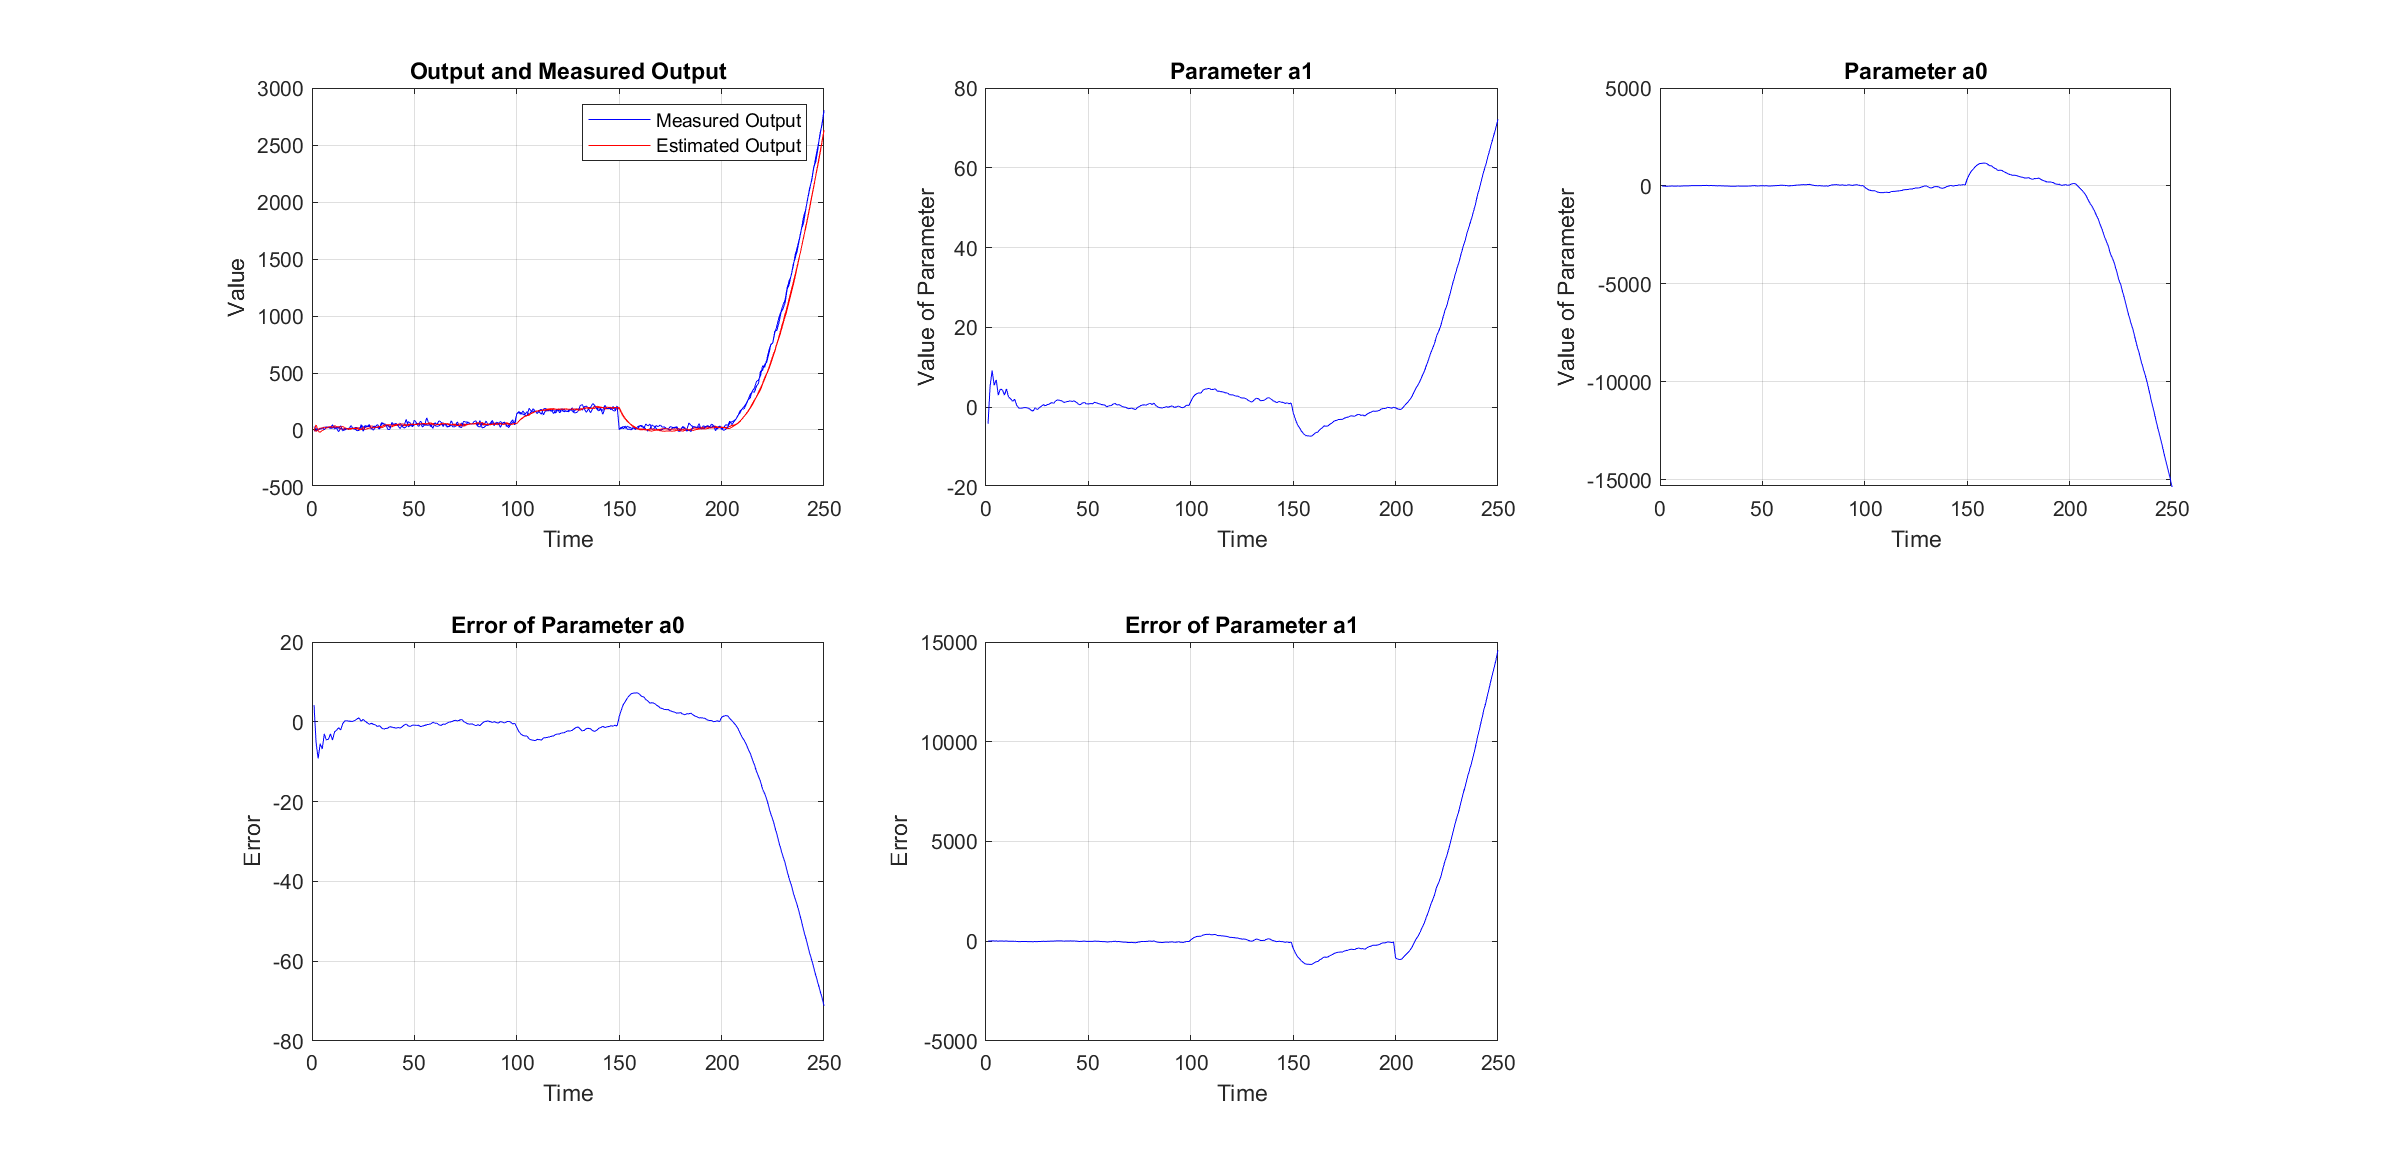 Output and Measured Output
3000
2500
2000
1500
1000
500
0
-500
Value
Measured Output
Estimated Output
0 50 100 150 200 250
Time
Parameter a1
80
60
40
20
0
-20
Value of Parameter
0 50 100 150 200 250
Time
Parameter a0
5000
0
-5000
-10000
-15000
Value of Parameter
0 50 100 150 200 250
Time
Error of Parameter a0
20
0
-20
-40
-60
-80
Error
0 50 100 150 200 250
Time
Error of Parameter a1
15000
10000
5000
0
-5000
Error
0 50 100 150 200 250
Time